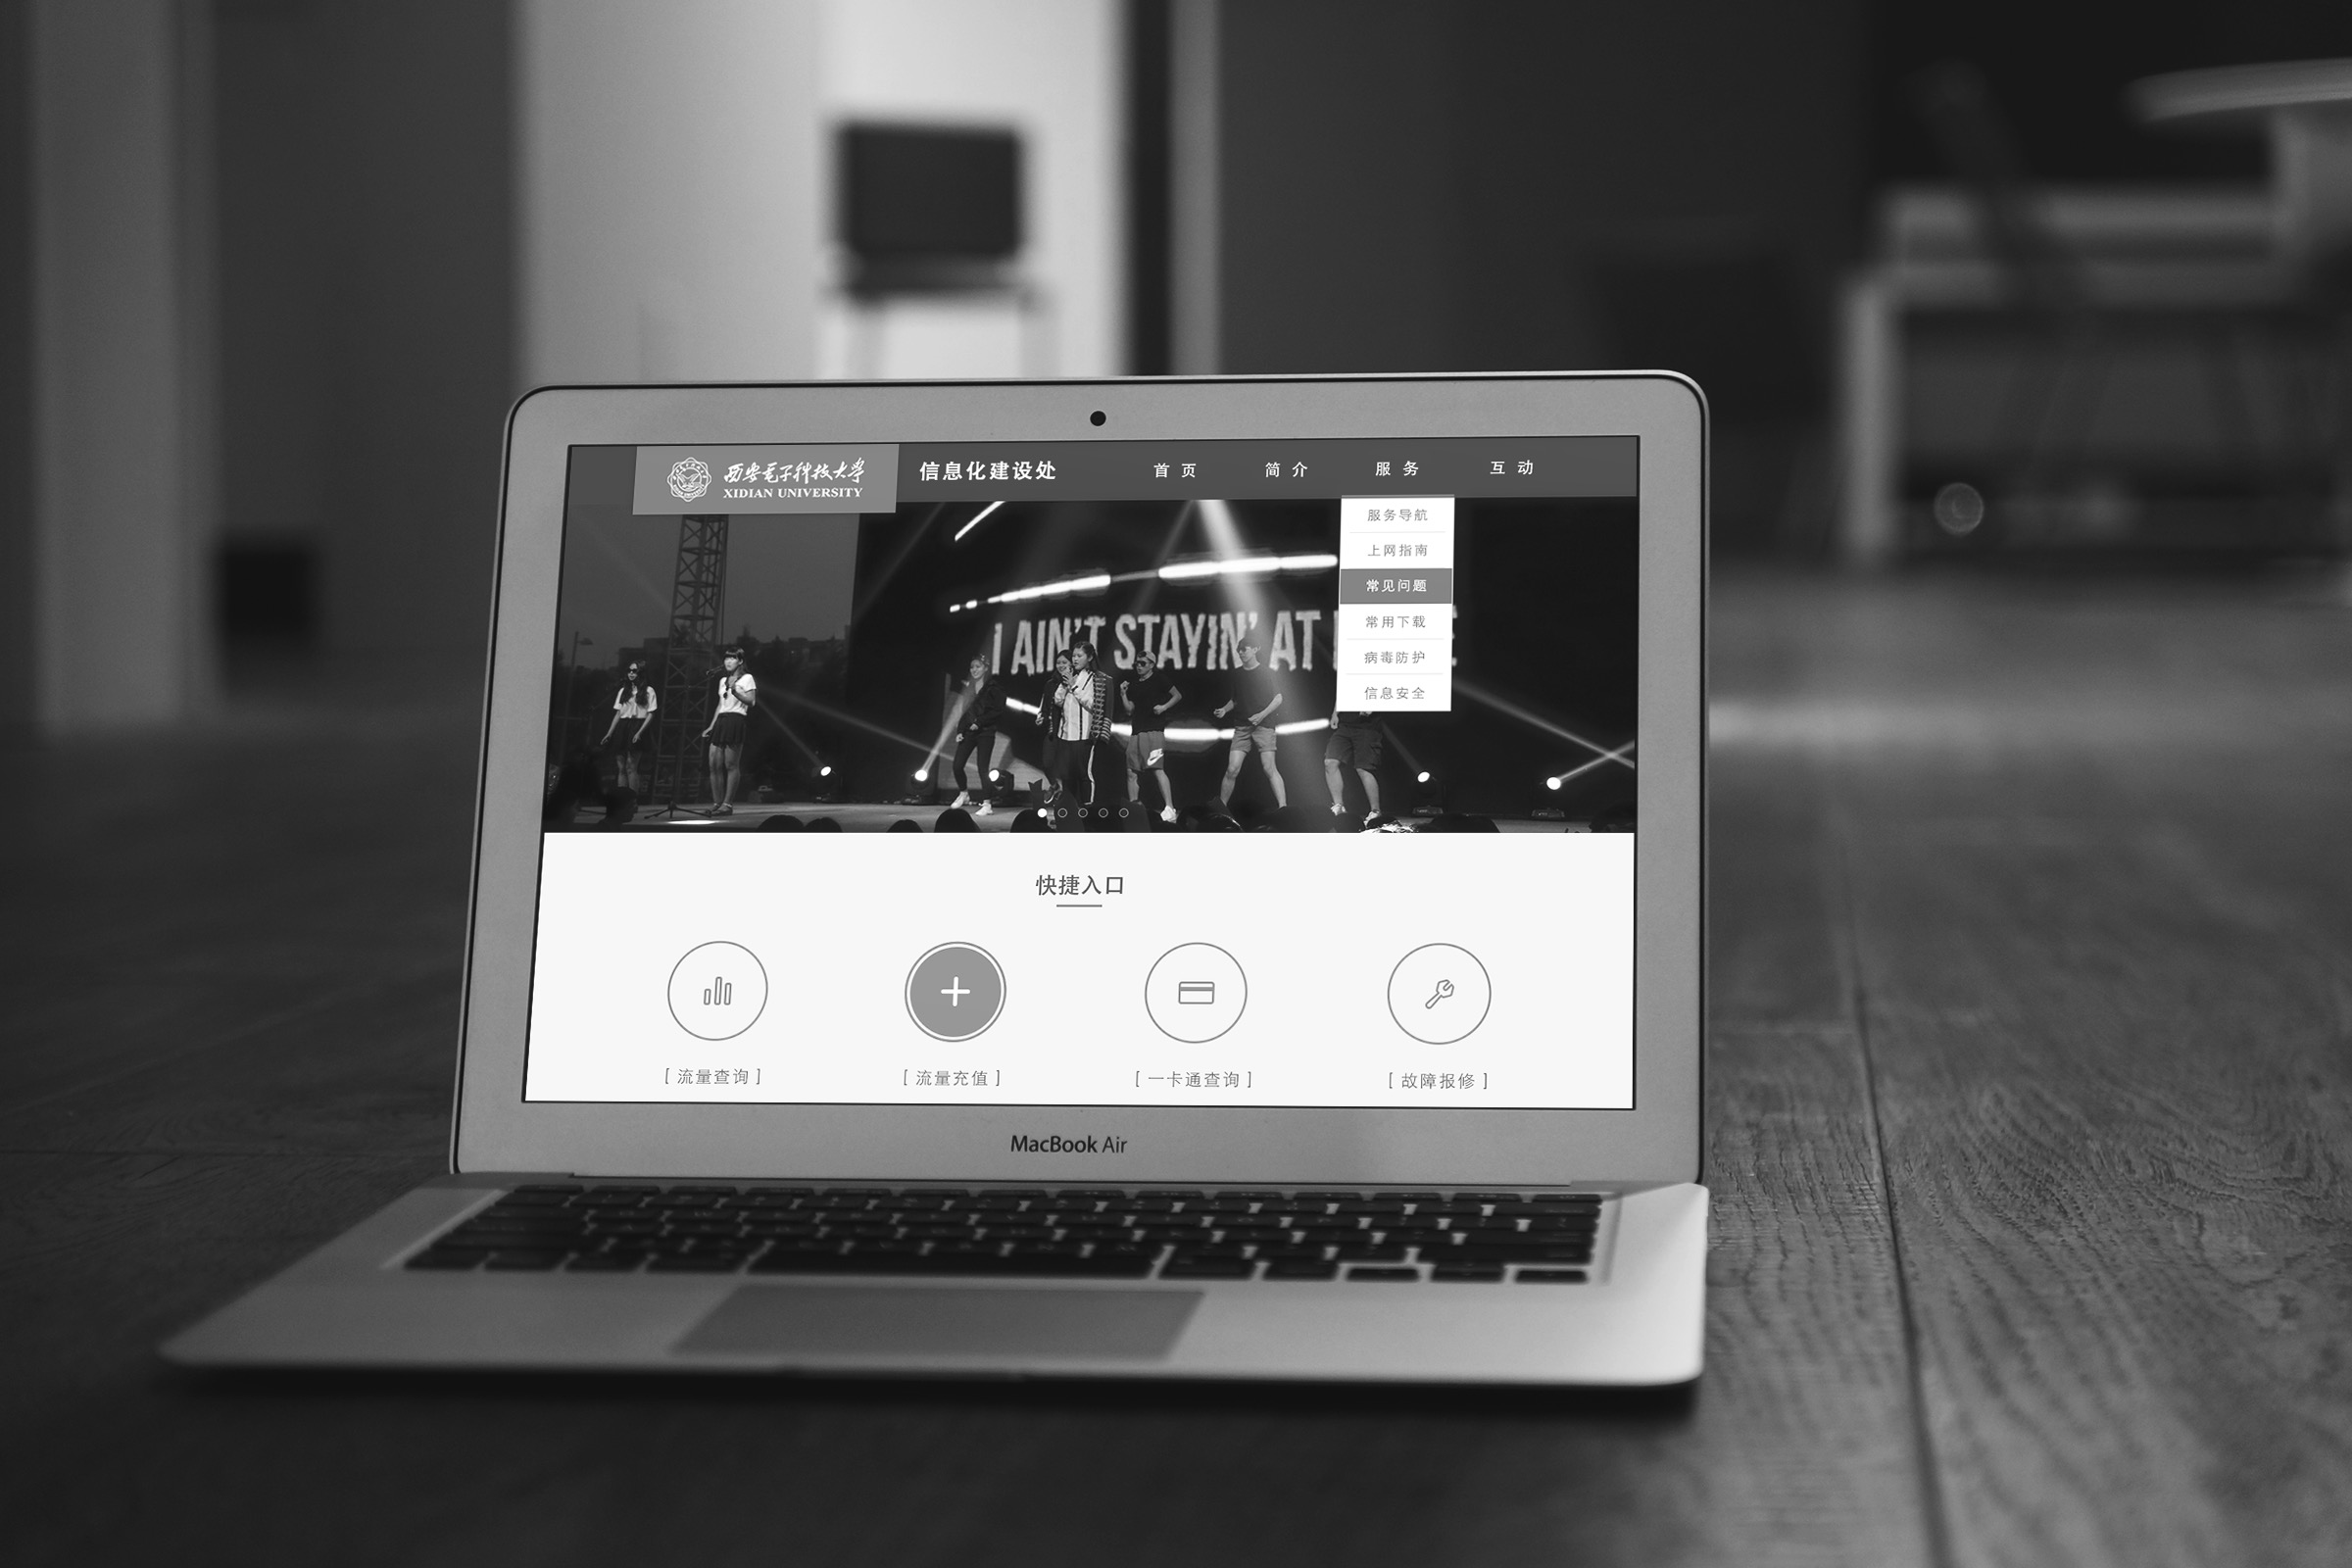 西安電子科技大学
XIDIAN UNIVERSITY
信息化建设处
首页 简介 服务 互动
服务导航
上网指南
常见问题
常用下载
病毒防护
信息安全
I AIN'T STAYIN' AT
快捷入口
[ 流量查询 ] [ 流量充值 ] [ 一卡通查询 ] [ 故障报修 ]
MacBook Air